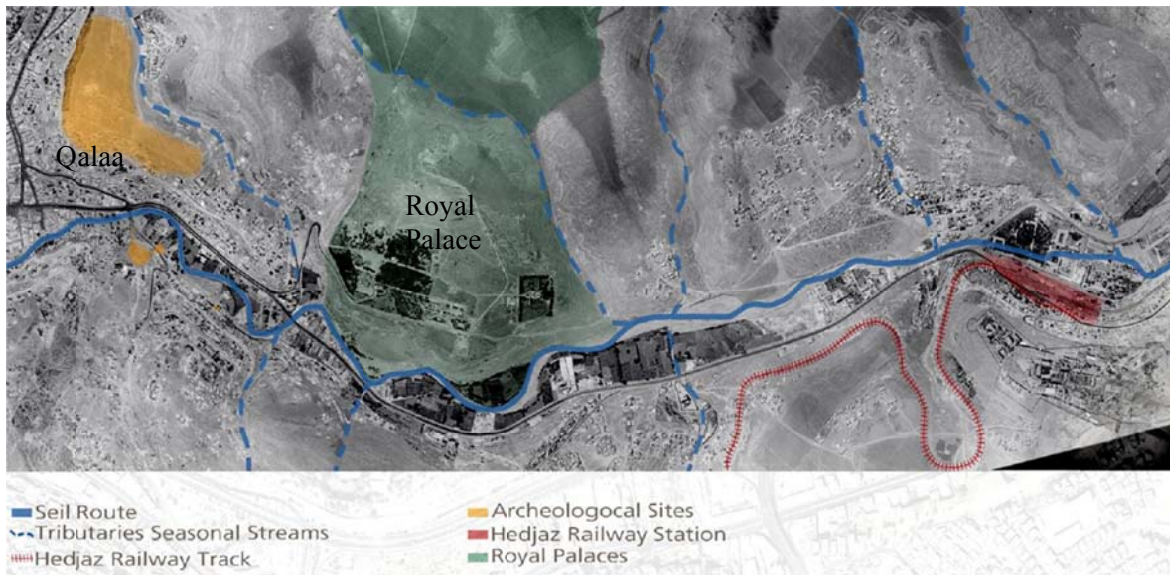 Qalaa
Royal
Palace
Seil Route
Tributaries Seasonal Streams
Hedjaz Railway Track
Archeologocal Sites
Hedjaz Railway Station
Royal Palaces